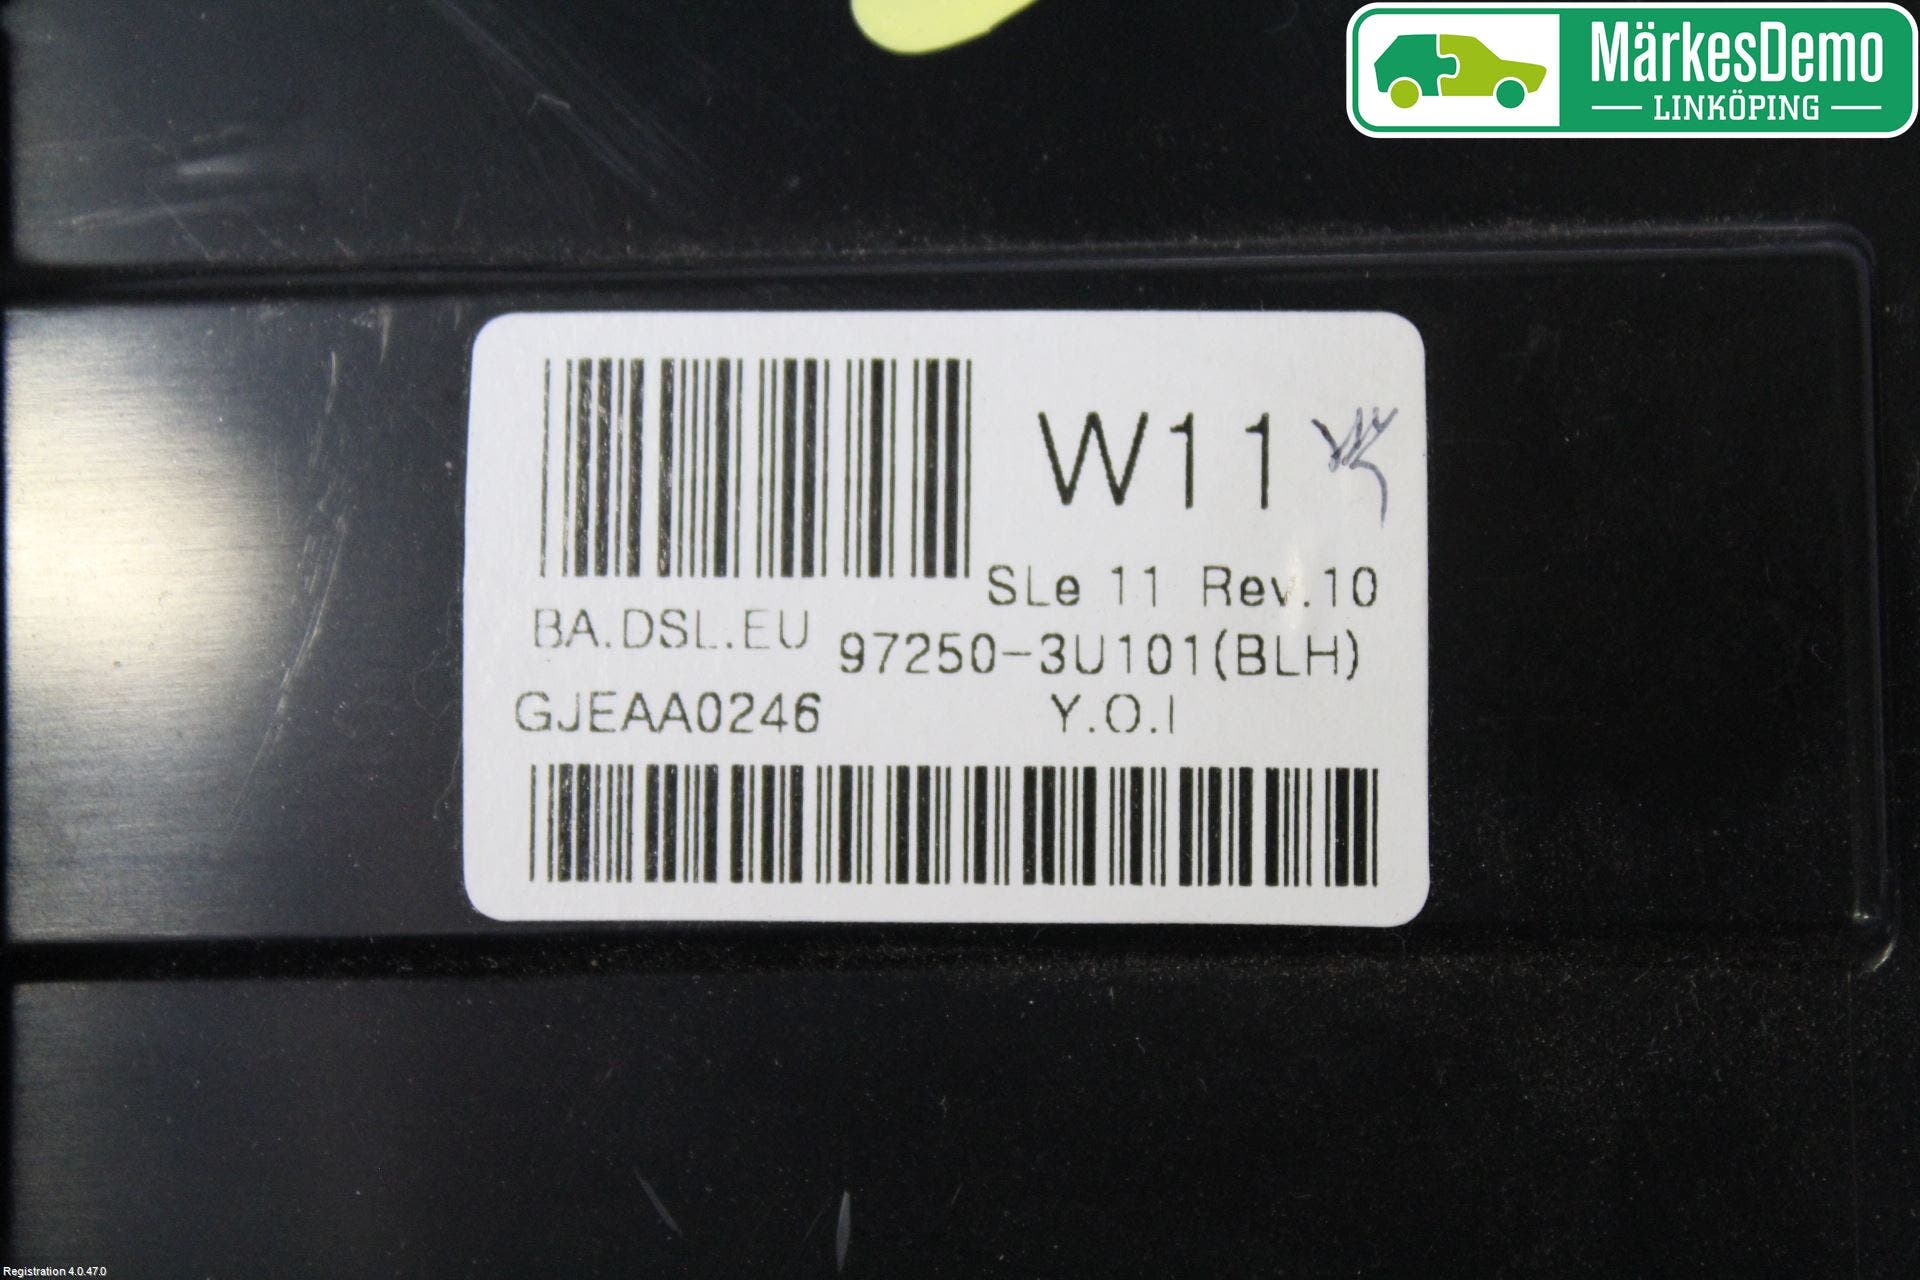 MärkesDemo
LINKÖPING
W11
SLe 11 Rev.10
BA.DSL.EU
97250-3U101(BLH)
GJEAA0246 Y.O.I
Registration 4.0.47.0